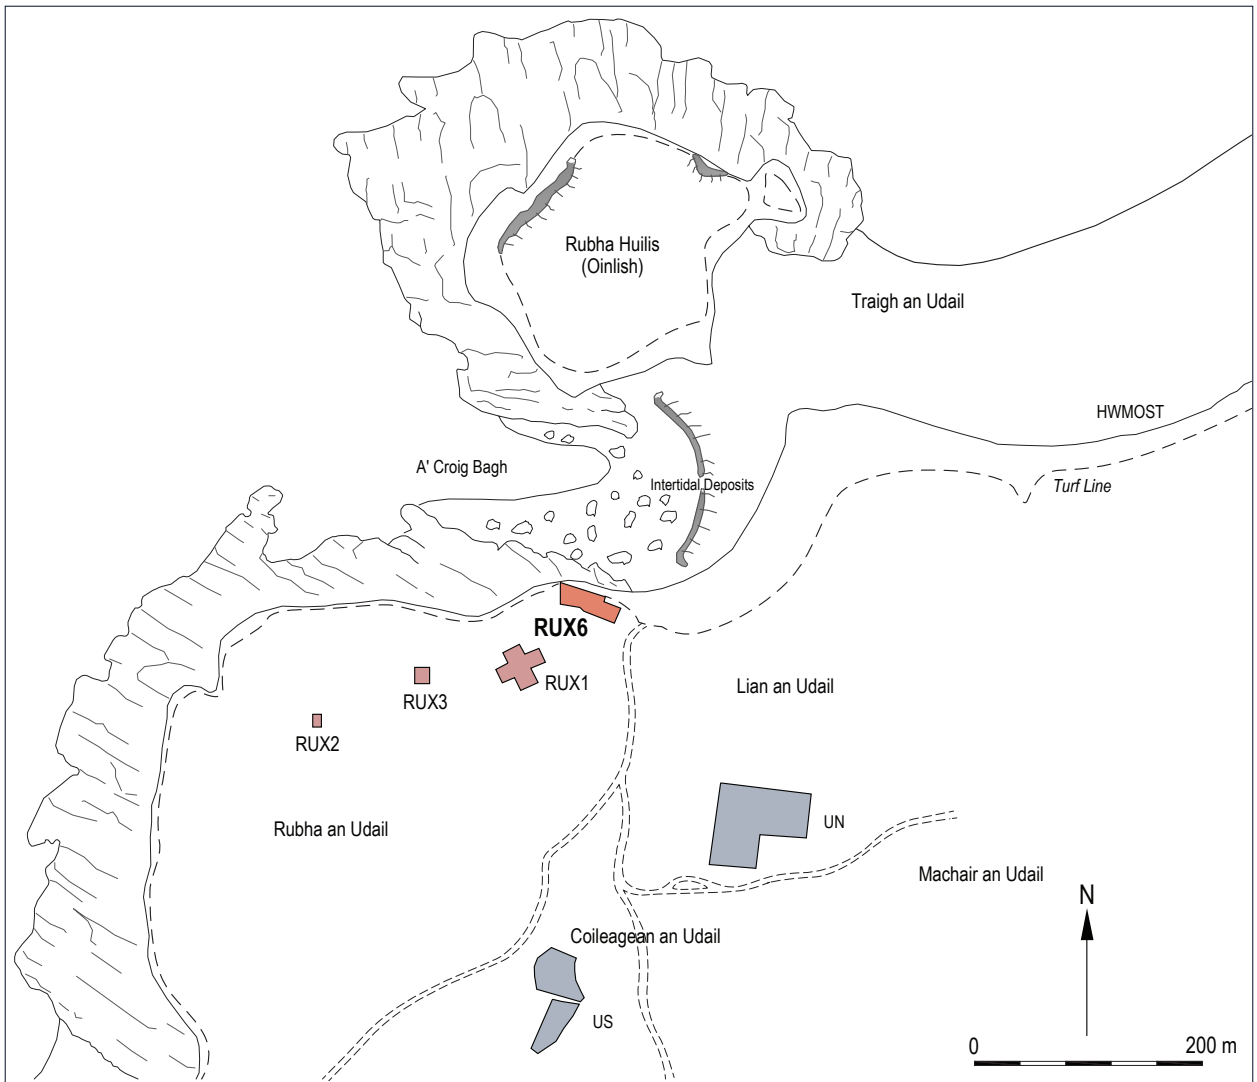 Rubha Huilis
(Oinlish)
Traigh an Udail
HWMOST
A' Croig Bagh
Intertidal Deposits
Turf Line
RUX6
RUX1
Lian an Udail
RUX3
RUX2
Rubha an Udail
UN
Machair an Udail
N
Coileagean an Udail
US
0
200 m